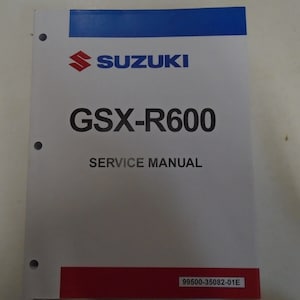 SUZUKI
GSX-R600
SERVICE MANUAL
99500-35082-01E